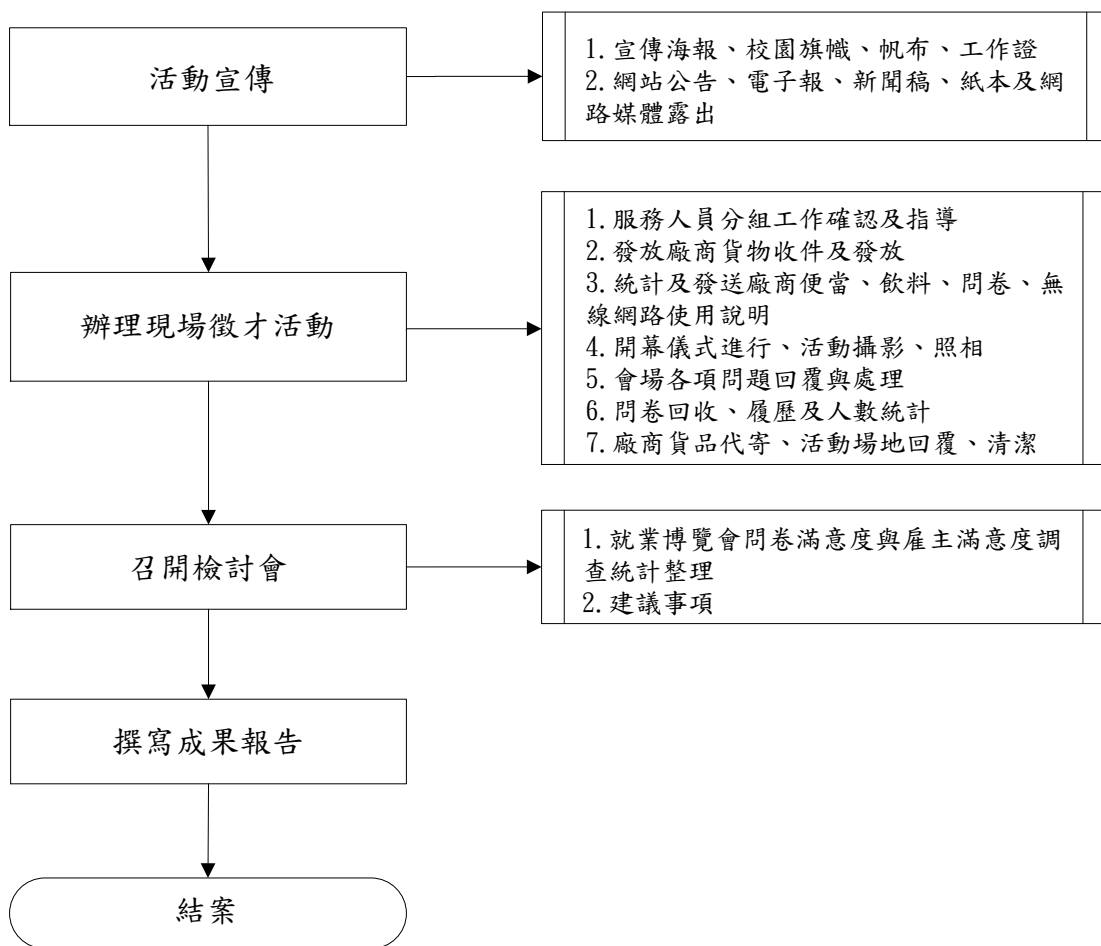 活動宣傳
1.宣傳海報、校園旗幟、帆布、工作證
2.網站公告、電子報、新聞稿、紙本及網
路媒體露出
辦理現場徵才活動
1.服務人員分組工作確認及指導
2.發放廠商貨物收件及發放
3.統計及發送廠商便當、飲料、問卷、無
線網路使用說明
4.開幕儀式進行、活動攝影、照相
5.會場各項問題回覆與處理
6.問卷回收、履歷及人數統計
7.廠商貨品代寄、活動場地回覆、清潔
召開檢討會
1.就業博覽會問卷滿意度與雇主滿意度調
查統計整理
2.建議事項
撰寫成果報告
結案